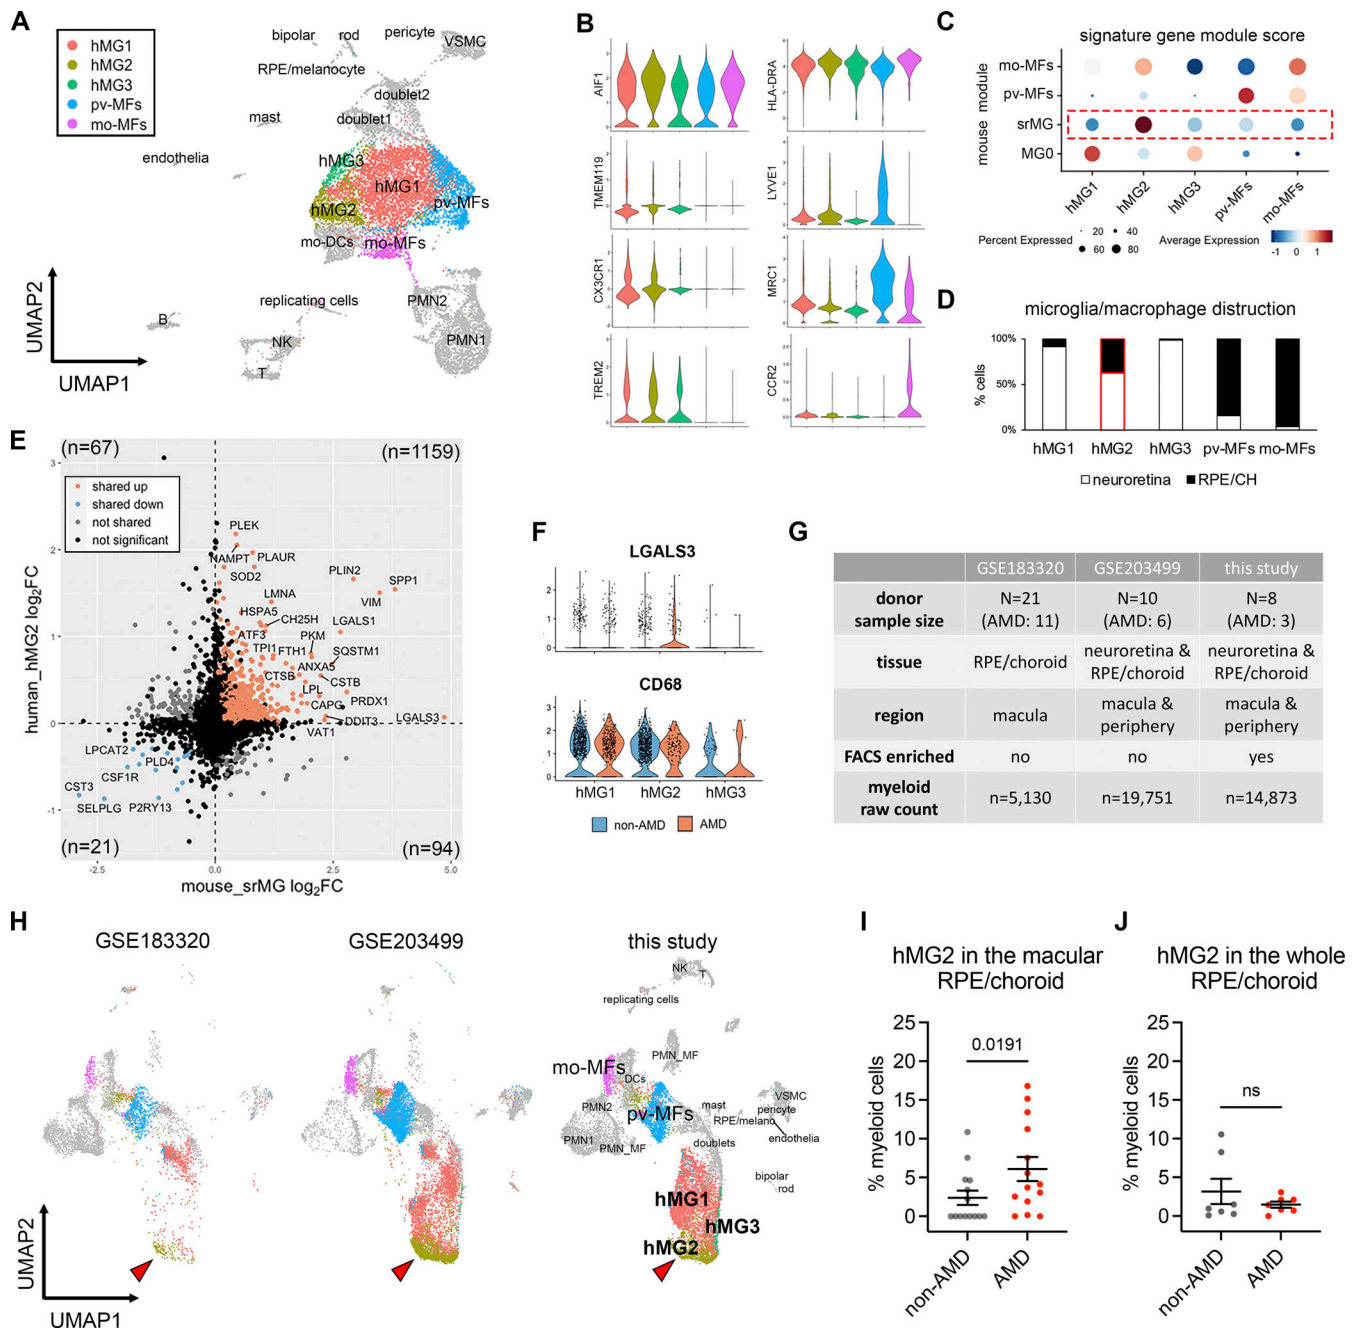 A
hMG1
hMG2
hMG3
pv-MFs
mo-MFs
bipolar
rod
pericyte
VSMC
RPE/melanocyte
doublet2
mast
doublet1
endothelia
hMG3
hMG1
hMG2
pv-MFs
mo-DCs
mo-MFs
replicating cells
PMN2
B
NK
PMN1
T
UMAP2
UMAP1
B
AIF1
HLA-DRA
TMEM19
LYVE1
CX3CR1
MRC1
TREM2
CCR2
C
signature gene module score
mouse module
mo-MFs
pv-MFs
srMG
MG0
hMG1
hMG2
hMG3
pv-MFs
mo-MFs
Percent Expressed
20
40
60
80
Average Expression
-1
0
1
D
microglia/macrophage distruction
% cells
100%
50%
0%
hMG1
hMG2
hMG3
pv-MFs
mo-MFs
neuroretina
RPE/CH
E
(n=67)
(n=1159)
shared up
shared down
not shared
not significant
human_hMG2 log2FC
3
2
1
0
-1
PLEK
NAMPT
PLAUR
SOD2
PLIN2
SPP1
LMNA
VIM
HSPA5
CH25H
LGALS1
ATF3
PKM
TPI1
FTH1
SQSTM1
ANXA5
CTSB
CSTB
LPL
PRDX1
CAPG
DDIT3
LGALS3
VAT1
LPCAT2
PLD4
CSF1R
CST3
SELPLG
P2RY13
(n=21)
(n=94)
-2.5
0.0
2.5
5.0
mouse_srMG log2FC
F
LGALS3
3
2
1
0
CD68
3
2
1
0
hMG1
hMG2
hMG3
non-AMD
AMD
G
GSE183320 GSE203499 this study
donor sample size N=21 (AMD: 11) N=10 (AMD: 6) N=8 (AMD: 3)
tissue RPE/choroid neuroretina & RPE/choroid neuroretina & RPE/choroid
region macula macula & periphery macula & periphery
FACS enriched no no yes
myeloid raw count n=5,130 n=19,751 n=14,873
H
GSE183320
GSE203499
this study
NK
T
replicating cells
PMN_MF
mo-MFs
DCs
PMN2
pv-MFs
mast
VSMC
pericyte
RPE/melano
endothelia
PMN1
PMN_MF
doublets
bipolar
rod
hMG1
hMG3
hMG2
UMAP2
UMAP1
I
hMG2 in the macular
RPE/choroid
% myeloid cells
25
20
15
10
5
0
0.0191
non-AMD
AMD
J
hMG2 in the whole
RPE/choroid
% myeloid cells
25
20
15
10
5
0
ns
non-AMD
AMD